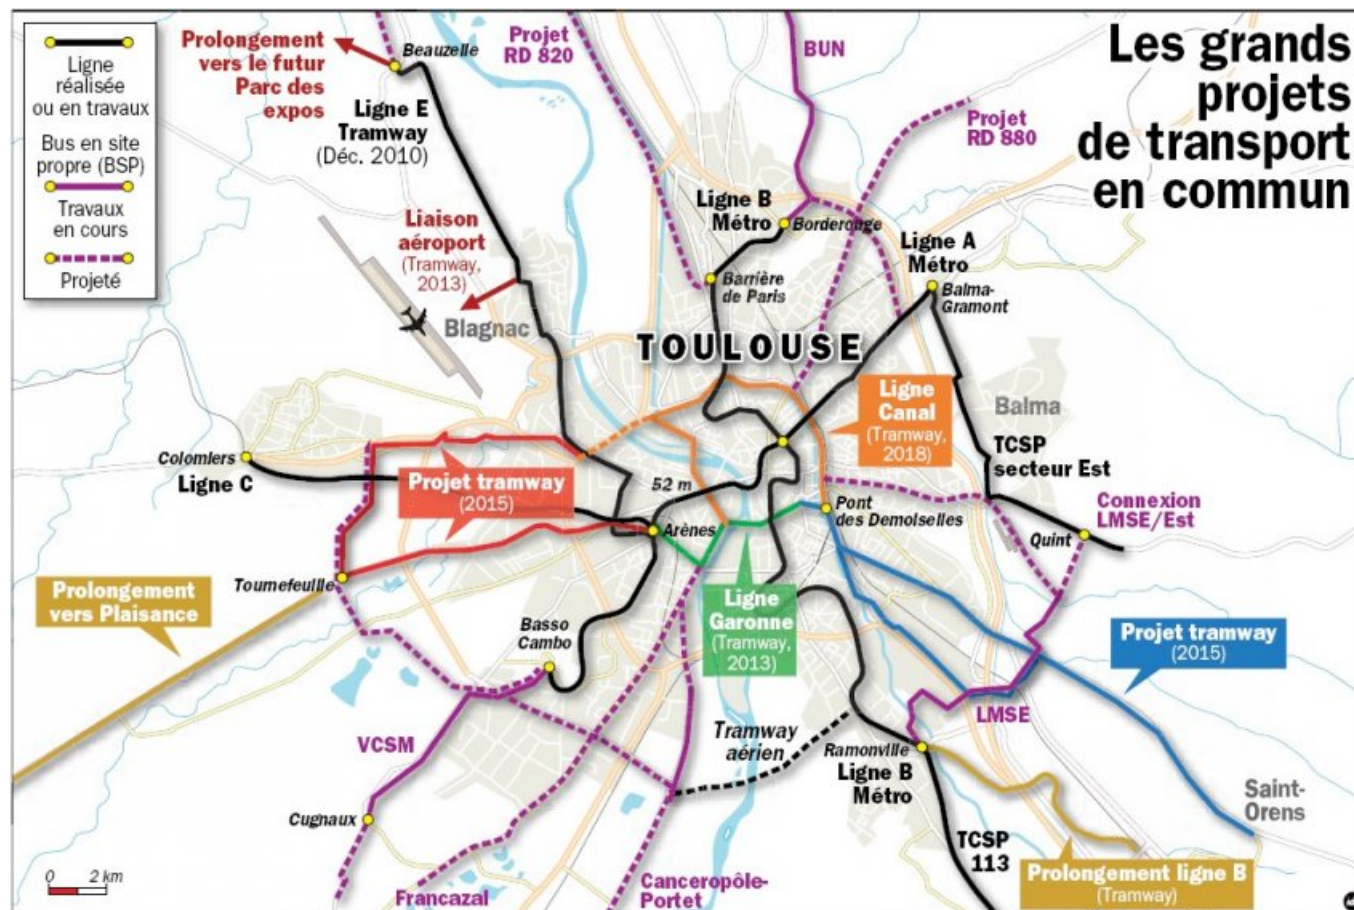 Les grands
projets
de transport
en commun
Ligne
réalisée
ou en travaux
Bus en site
propre (BSP)
Travaux
en cours
Projeté
Prolongement
vers le futur
Parc des
expos
Beauzelle
Ligne E
Tramway
(Déc. 2010)
Projet
RD 820
BUN
Projet
RD 880
Liaison
aéroport
(Tramway,
2013)
Blagnac
Ligne B
Métro
Borderouge
Barrière
de Paris
Ligne A
Métro
Balma-
Gramont
TOULOUSE
Ligne
Canal
(Tramway,
2018)
Balma
TCSP
secteur Est
Colomiers
Ligne C
Projet tramway
(2015)
52 m
Arènes
Pont
des Demoiselles
Connexion
LMSE/Est
Quint
Tournefeuille
Prolongement
vers Plaisance
Basso
Cambo
Ligne
Garonne
(Tramway,
2013)
Projet tramway
(2015)
LMSE
VCSM
Tramway
aérien
Ramonville
Ligne B
Métro
Saint-
Orens
Cugnaux
TCSP
113
Prolongement ligne B
(Tramway)
0 2 km
Francazal
Canceropôle-
Portet